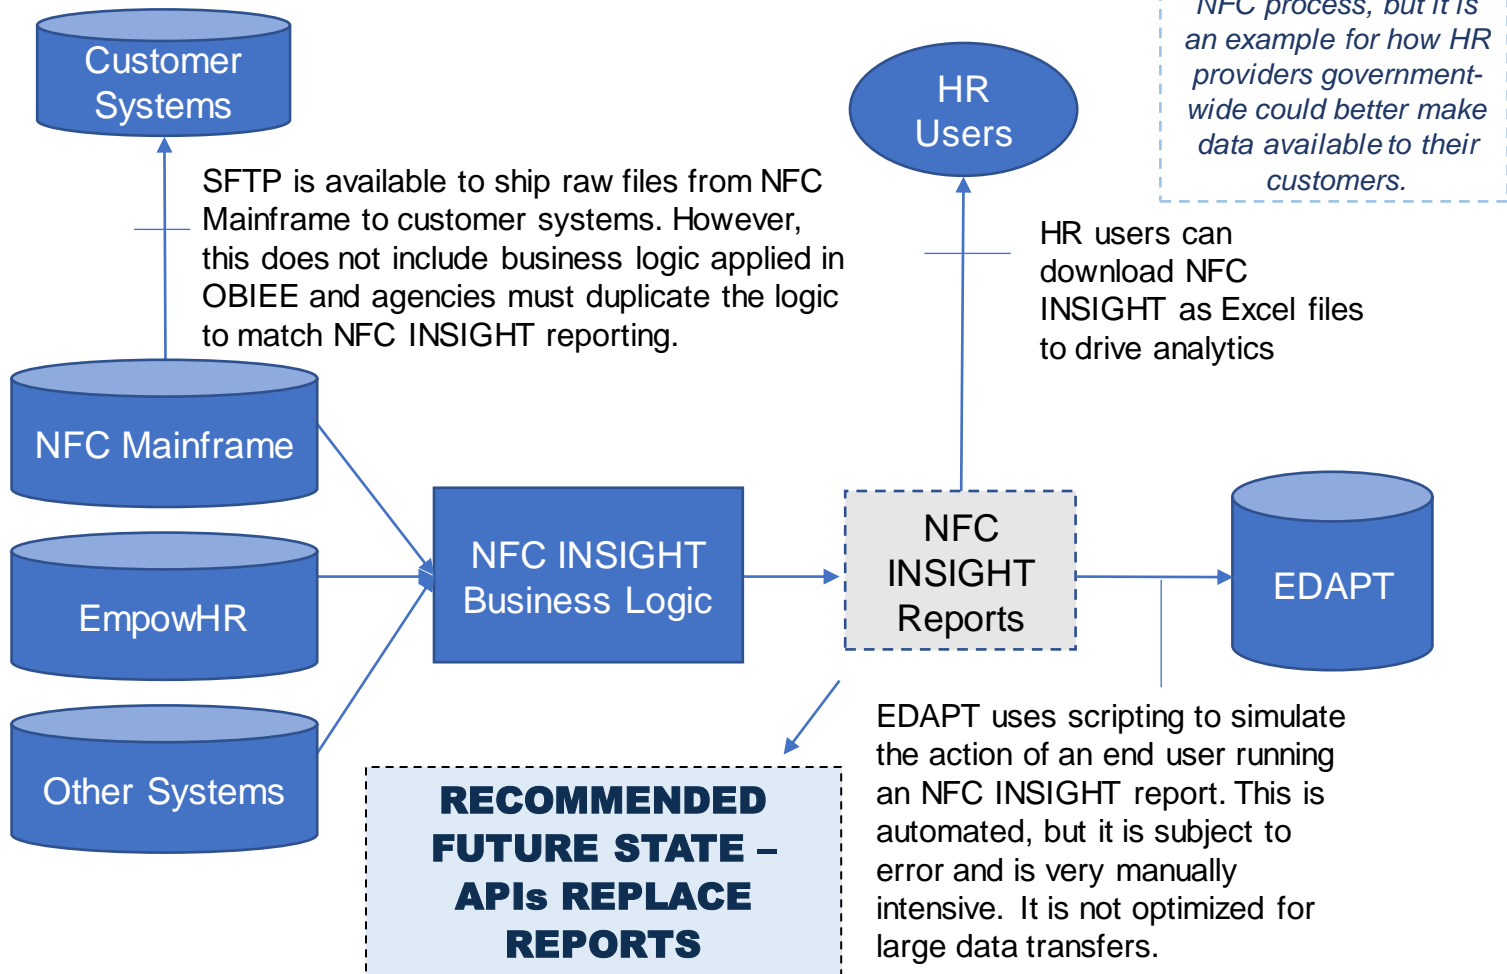 NFC process, but it is
an example for how HR
providers government-
wide could better make
data available to their
customers.
Customer
Systems
HR
Users
SFTP is available to ship raw files from NFC
Mainframe to customer systems. However,
this does not include business logic applied in
OBIEE and agencies must duplicate the logic
to match NFC INSIGHT reporting.
HR users can
download NFC
INSIGHT as Excel files
to drive analytics
NFC Mainframe
EmpowHR
Other Systems
NFC INSIGHT
Business Logic
NFC
INSIGHT
Reports
EDAPT
RECOMMENDED
FUTURE STATE –
APIs REPLACE
REPORTS
EDAPT uses scripting to simulate
the action of an end user running
an NFC INSIGHT report. This is
automated, but it is subject to
error and is very manually
intensive.  It is not optimized for
large data transfers.